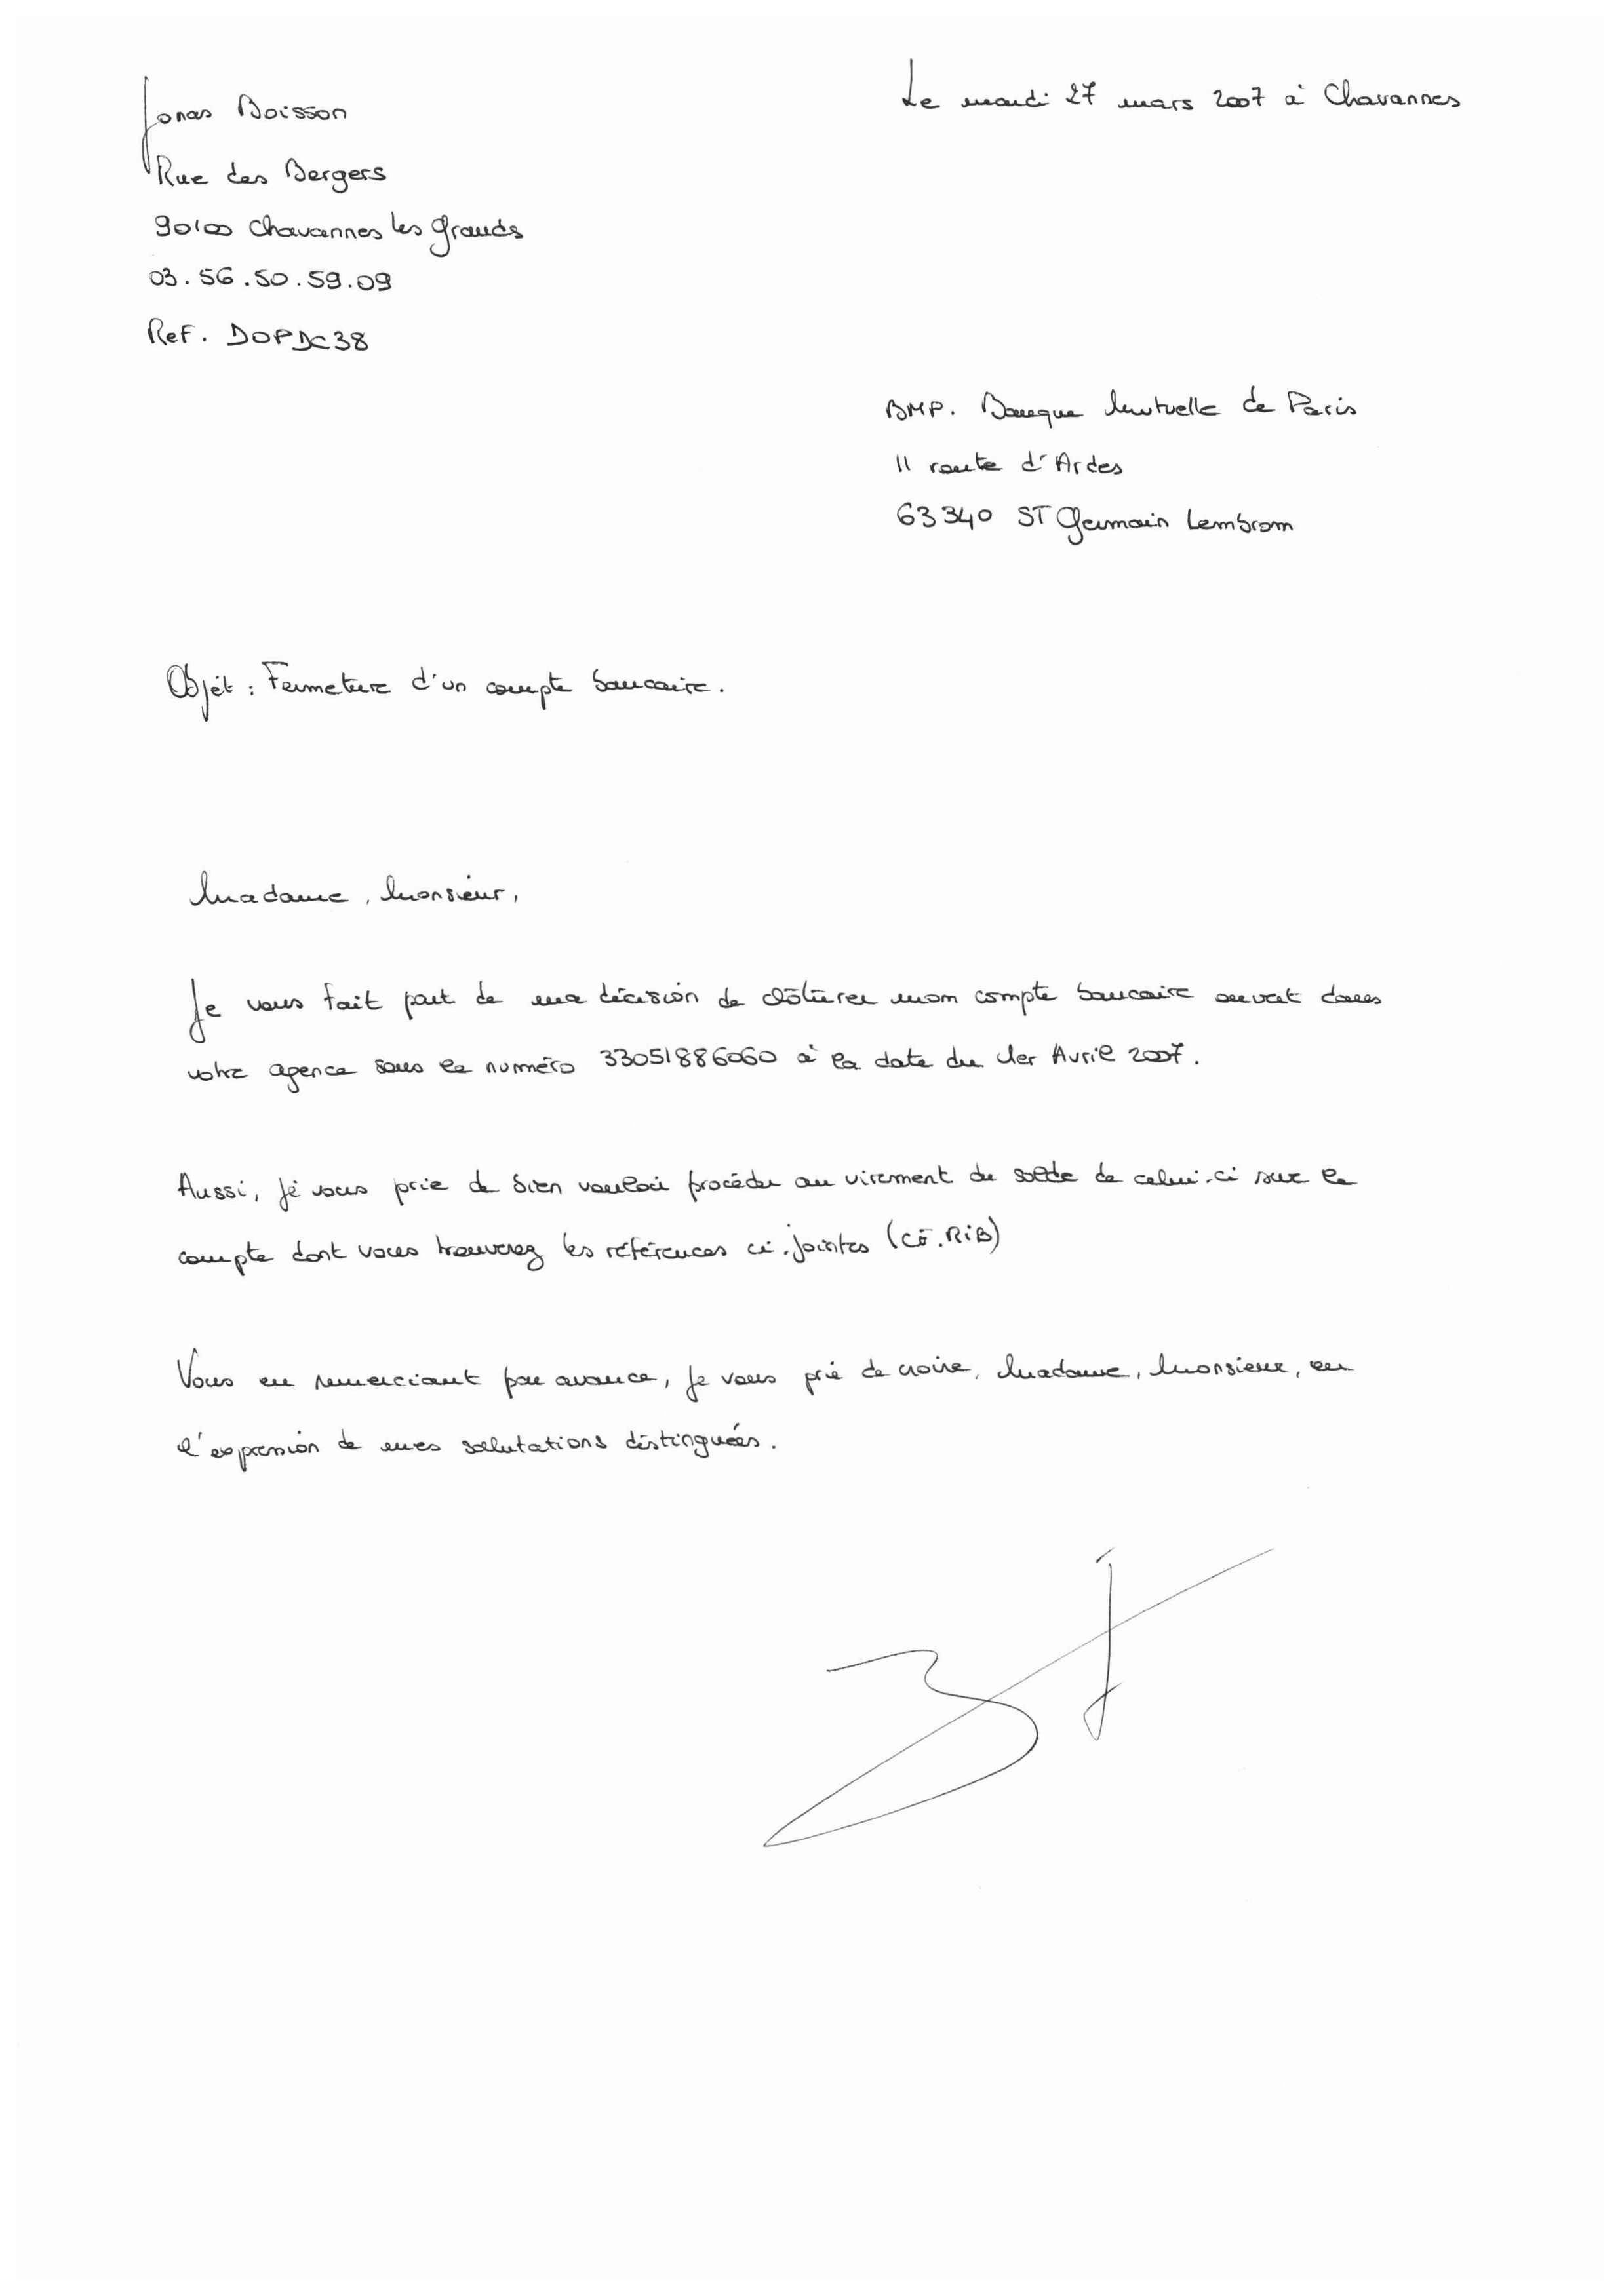 Jonas Boisson
Le mardi 27 mars 2007 à Chavannes
Rue des Bergers
90100 Chavannes les Grands
03.56.50.59.09
Ref. DOPDC38
BMP. Banque Mutuelle de Paris
11 route d'Ardes
63340 ST Germain Lembrom
Objet : Fermeture d'un compte bancaire.
Madame, Monsieur,
Je vous fait part de ma décision de clôturer mon compte bancaire ouvert dans
votre agence sous le numéro 33051886060 à la date du 1er Avril 2007.
Aussi, je vous prie de bien vouloir procéder au virement du solde de celui-ci sur le
compte dont vous trouverez les références ci-jointes (CF.RiB)
Vous en remerciant par avance, je vous prie de croire, Madame, Monsieur, en
l'expression de mes salutations distinguées.